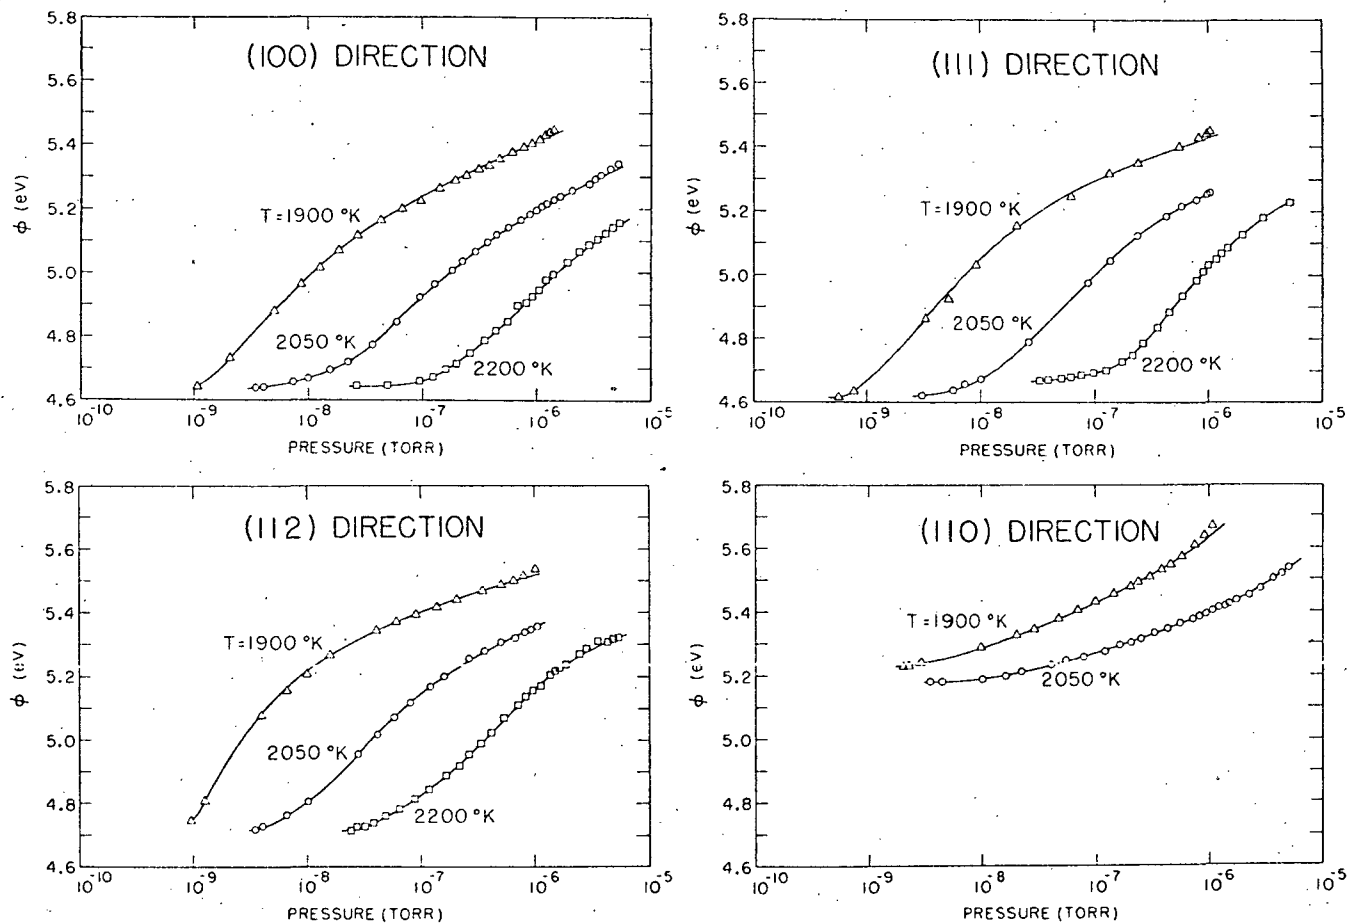 (100) DIRECTION
5.8
5.6
5.4
5.2
5.0
4.8
4.6
ϕ (eV)
T=1900 °K
2050 °K
2200 °K
10⁻¹⁰ 10⁻⁹ 10⁻⁸ 10⁻⁷ 10⁻⁶ 10⁻⁵
PRESSURE (TORR)
(111) DIRECTION
5.8
5.6
5.4
5.2
5.0
4.8
4.6
ϕ (eV)
T=1900 °K
2050 °K
2200 °K
10⁻¹⁰ 10⁻⁹ 10⁻⁸ 10⁻⁷ 10⁻⁶ 10⁻⁵
PRESSURE (TORR)
(112) DIRECTION
5.8
5.6
5.4
5.2
5.0
4.8
4.6
ϕ (eV)
T=1900 °K
2050 °K
2200 °K
10⁻¹⁰ 10⁻⁹ 10⁻⁸ 10⁻⁷ 10⁻⁶ 10⁻⁵
PRESSURE (TORR)
(110) DIRECTION
5.8
5.6
5.4
5.2
5.0
4.8
4.6
ϕ (eV)
T=1900 °K
2050 °K
10⁻¹⁰ 10⁻⁹ 10⁻⁸ 10⁻⁷ 10⁻⁶ 10⁻⁵
PRESSURE (TORR)